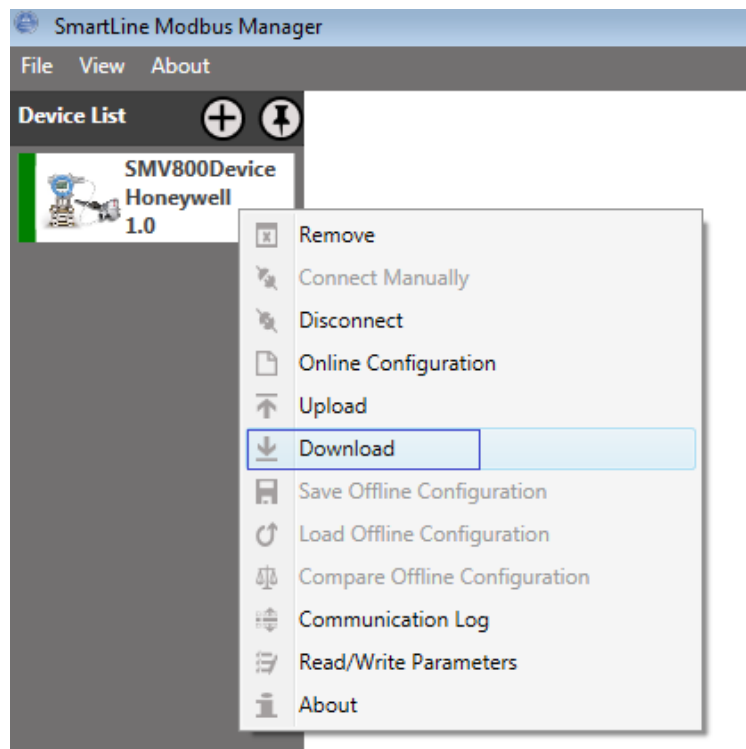 SmartLine Modbus Manager
File View About
Device List
SMV800Device
Honeywell
1.0
Remove
Connect Manually
Disconnect
Online Configuration
Upload
Download
Save Offline Configuration
Load Offline Configuration
Compare Offline Configuration
Communication Log
Read/Write Parameters
About